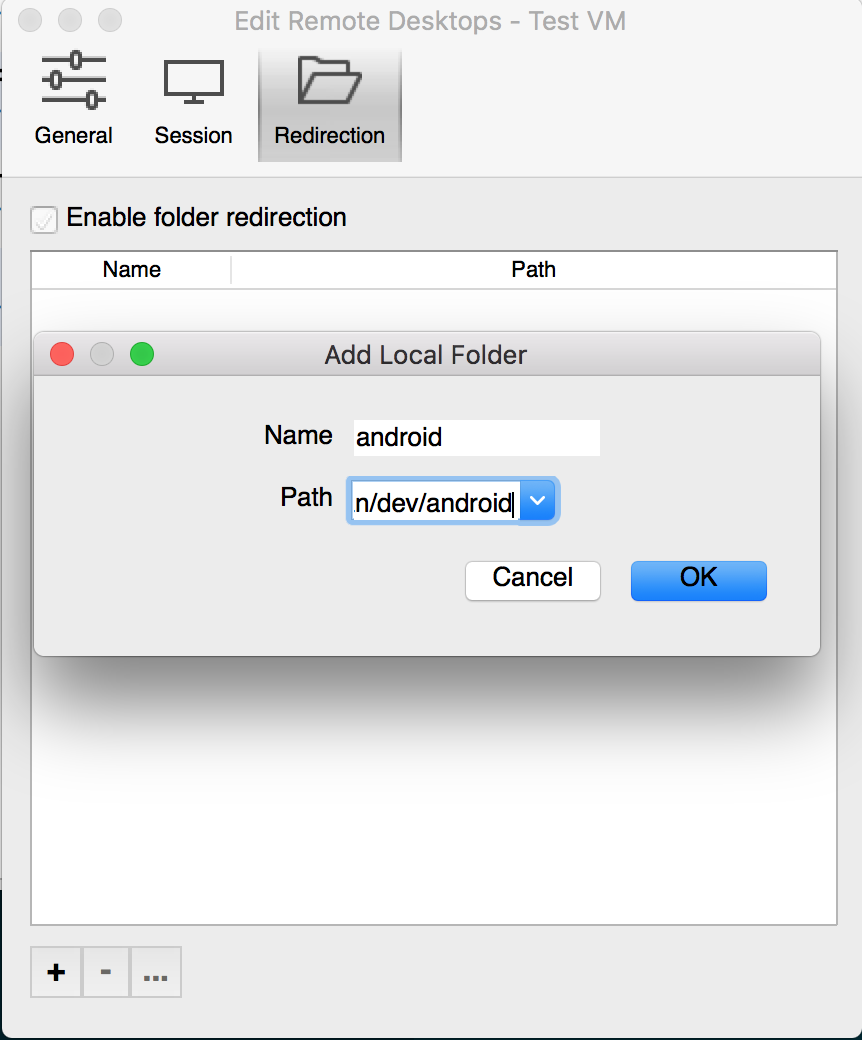 Edit Remote Desktops - Test VM
General Session Redirection
Enable folder redirection
Name Path
Add Local Folder
Name android
Path n/dev/android
Cancel OK
+ - ...